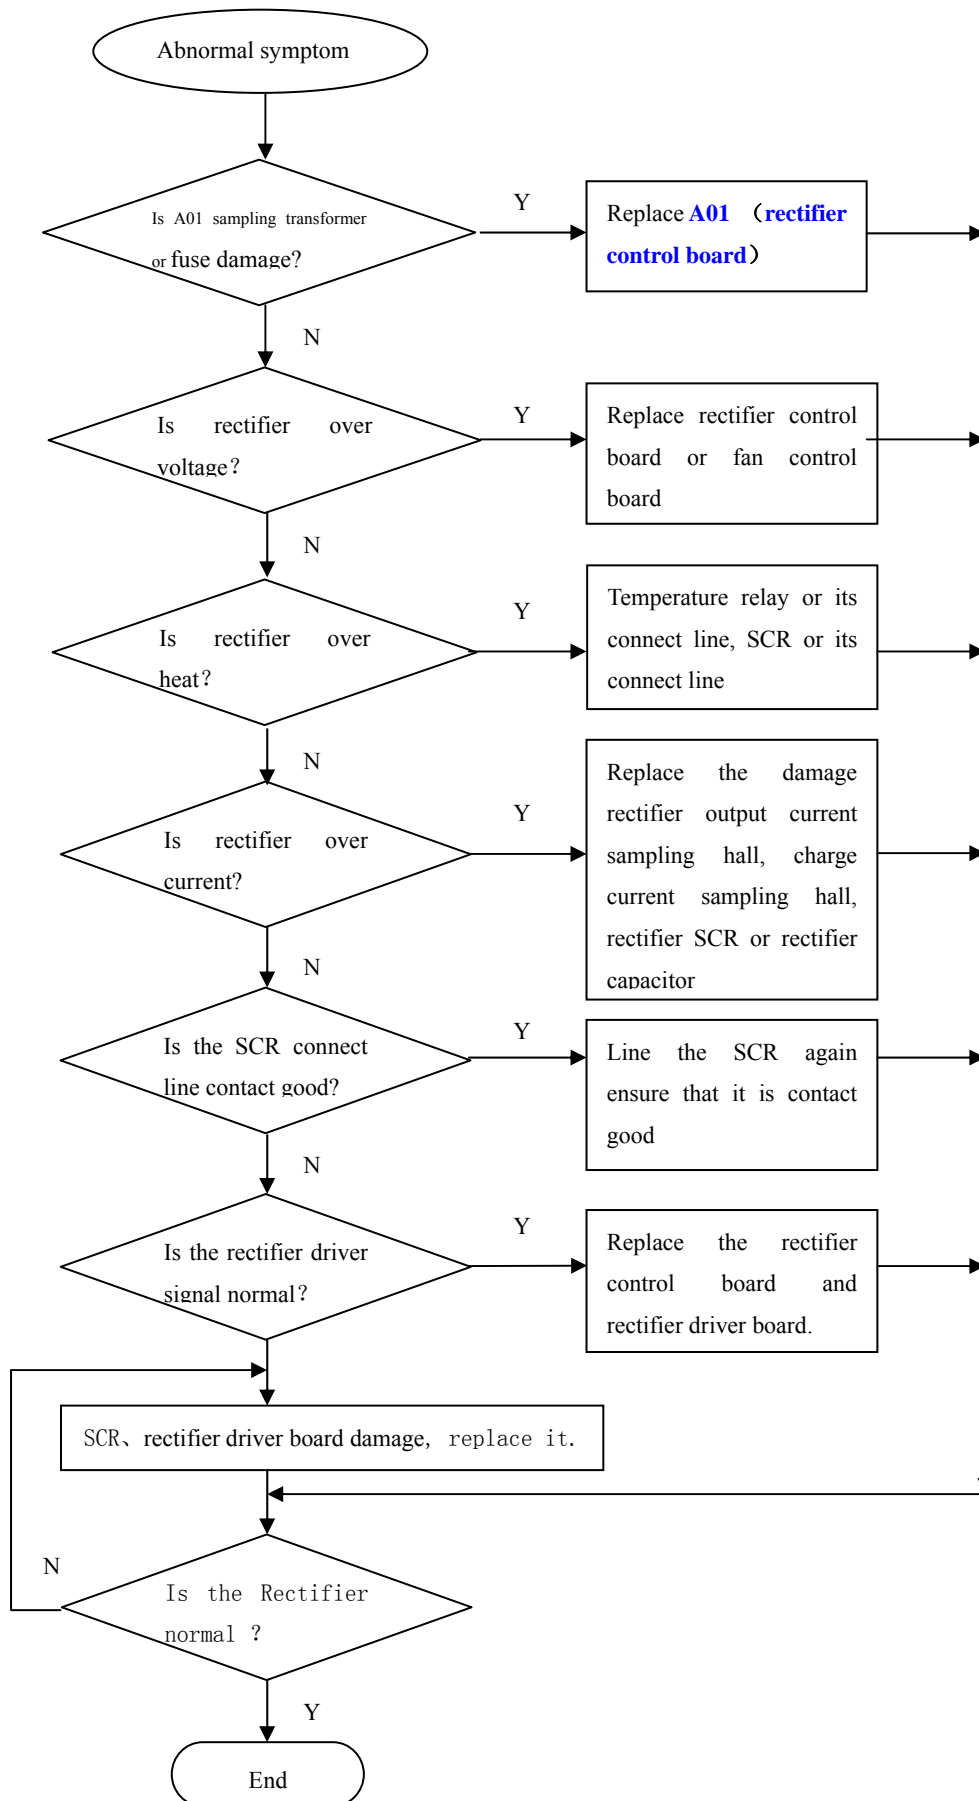 Abnormal symptom
Is A01 sampling transformer
or fuse damage?
Y
Replace A01 （rectifier
control board）
N
Is rectifier over
voltage？
Y
Replace rectifier control
board or fan control
board
N
Is rectifier over
heat？
Y
Temperature relay or its
connect line, SCR or its
connect line
N
Is rectifier over
current?
Y
Replace the damage
rectifier output current
sampling hall, charge
current sampling hall,
rectifier SCR or rectifier
capacitor
N
Is the SCR connect
line contact good?
Y
Line the SCR again
ensure that it is contact
good
N
Is the rectifier driver
signal normal？
Y
Replace the rectifier
control board and
rectifier driver board.
SCR、rectifier driver board damage， replace it.
N
Is the Rectifier
normal ？
Y
End